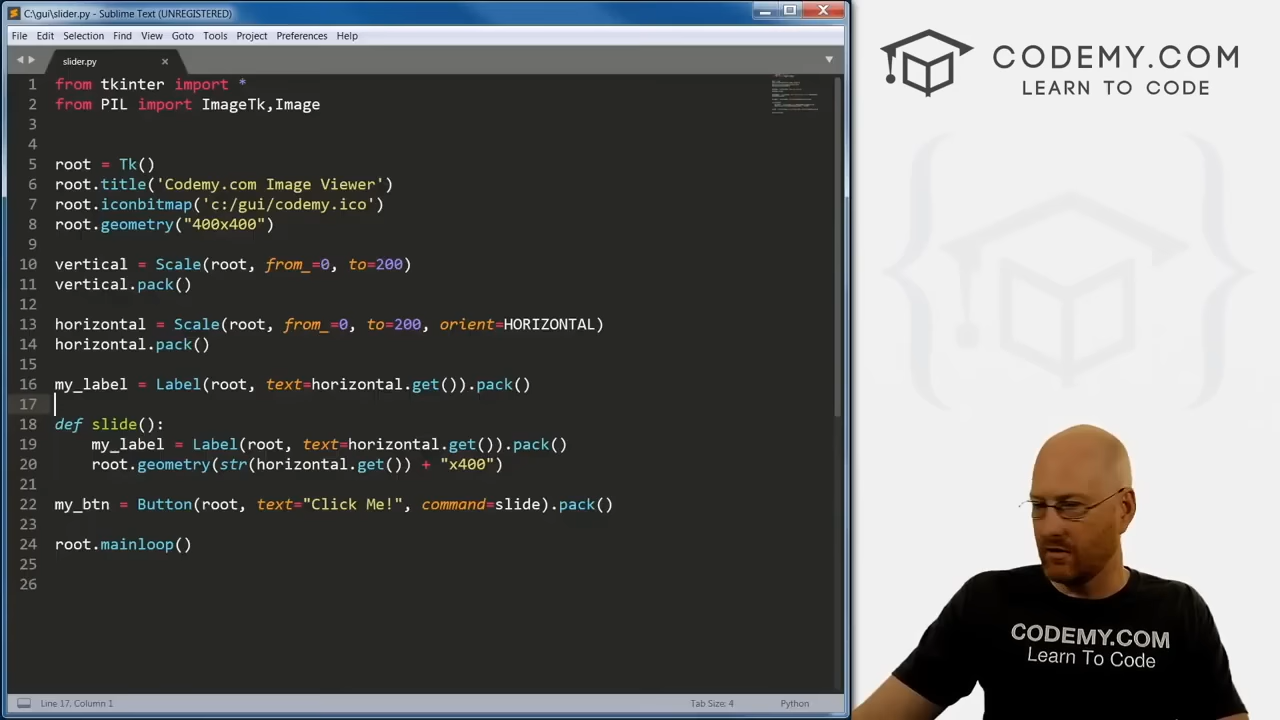 C:\gui\slider.py - Sublime Text (UNREGISTERED)
File Edit Selection Find View Goto Tools Project Preferences Help
slider.py
1 from tkinter import *
2 from PIL import ImageTk,Image
3
4
5 root = Tk()
6 root.title('Codemy.com Image Viewer')
7 root.iconbitmap('c:/gui/codemy.ico')
8 root.geometry("400x400")
9
10 vertical = Scale(root, from_=0, to=200)
11 vertical.pack()
12
13 horizontal = Scale(root, from_=0, to=200, orient=HORIZONTAL)
14 horizontal.pack()
15
16 my_label = Label(root, text=horizontal.get()).pack()
17
18 def slide():
19 my_label = Label(root, text=horizontal.get()).pack()
20 root.geometry(str(horizontal.get()) + "x400")
21
22 my_btn = Button(root, text="Click Me!", command=slide).pack()
23
24 root.mainloop()
25
26
Line 17, Column 1 Tab Size: 4 Python
CODEMY.COM
LEARN TO CODE
CODEMY.COM
Learn To Code